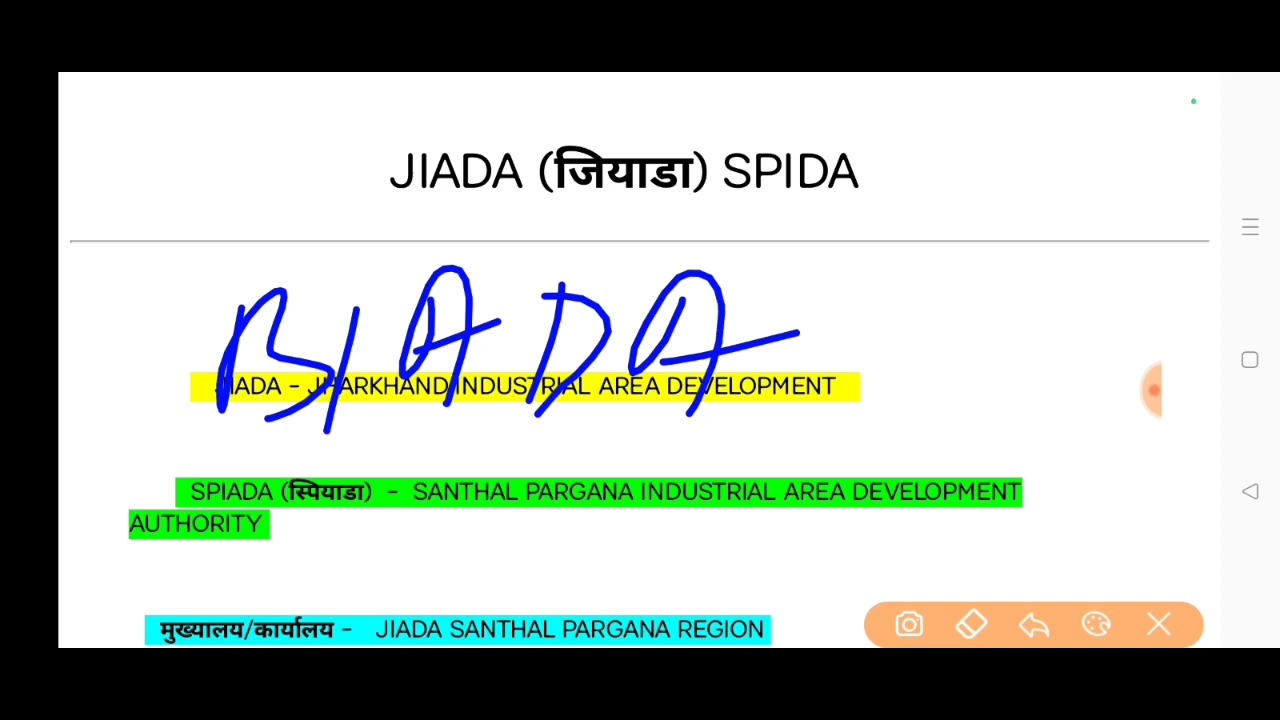 JIADA (जियाडा) SPIDA
BIADA
JIADA - JHARKHAND INDUSTRIAL AREA DEVELOPMENT
SPIADA (स्पियाडा) - SANTHAL PARGANA INDUSTRIAL AREA DEVELOPMENT
AUTHORITY
मुख्यालय/कार्यालय - JIADA SANTHAL PARGANA REGION